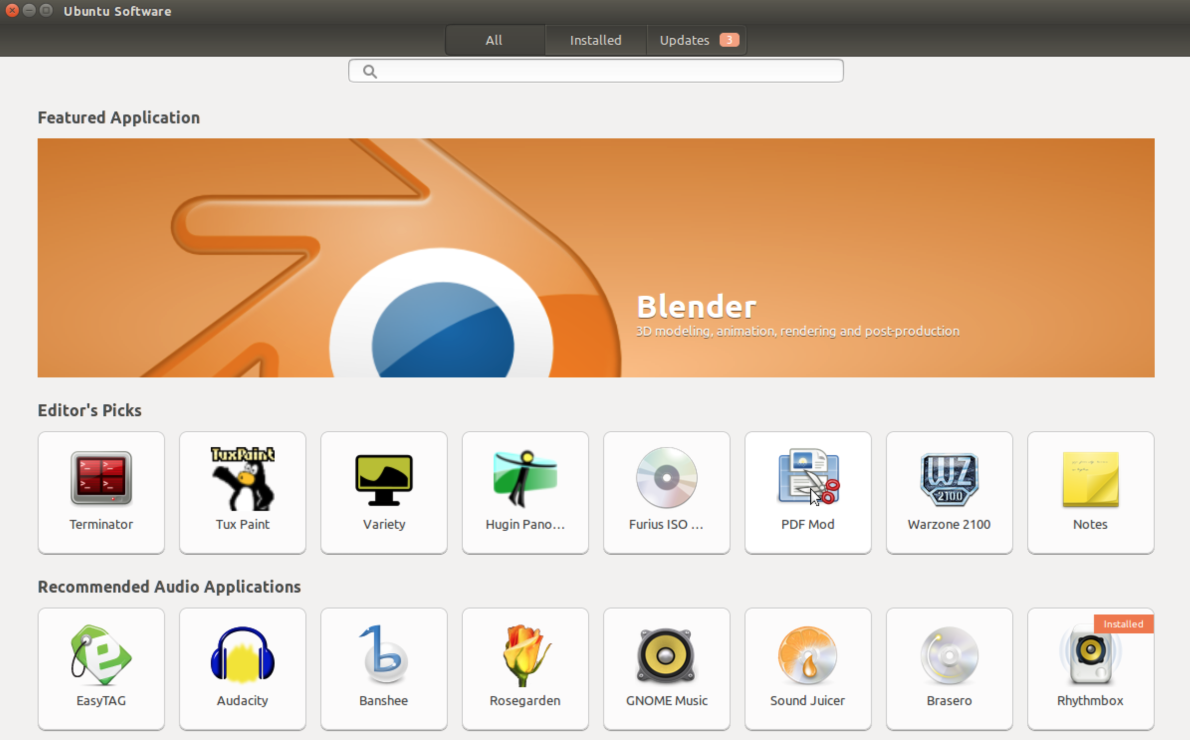 Ubuntu Software
All Installed Updates 3
Featured Application
Blender
3D modeling, animation, rendering and post-production
Editor's Picks
TuxPaint
WZ
2100
Terminator Tux Paint Variety Hugin Pano... Furius ISO ... PDF Mod Warzone 2100 Notes
Recommended Audio Applications
Installed
EasyTAG Audacity Banshee Rosegarden GNOME Music Sound Juicer Brasero Rhythmbox